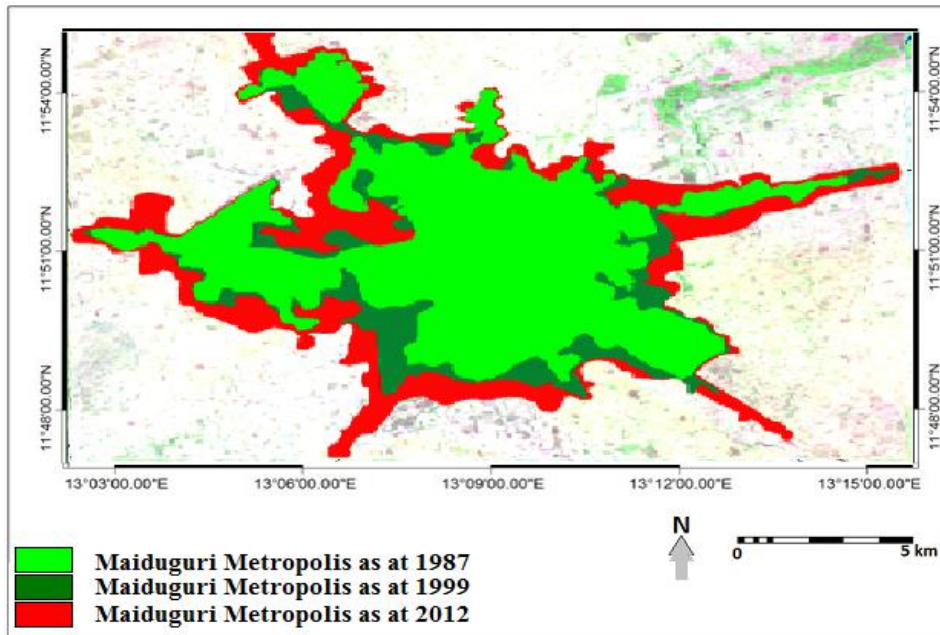 11°54'00.00"N
11°54'00.00"N
11°51'00.00"N
11°51'00.00"N
11°48'00.00"N
11°48'00.00"N
13°03'00.00"E 13°06'00.00"E 13°09'00.00"E 13°12'00.00"E 13°15'00.00"E
N
0 5 km
Maiduguri Metropolis as at 1987
Maiduguri Metropolis as at 1999
Maiduguri Metropolis as at 2012